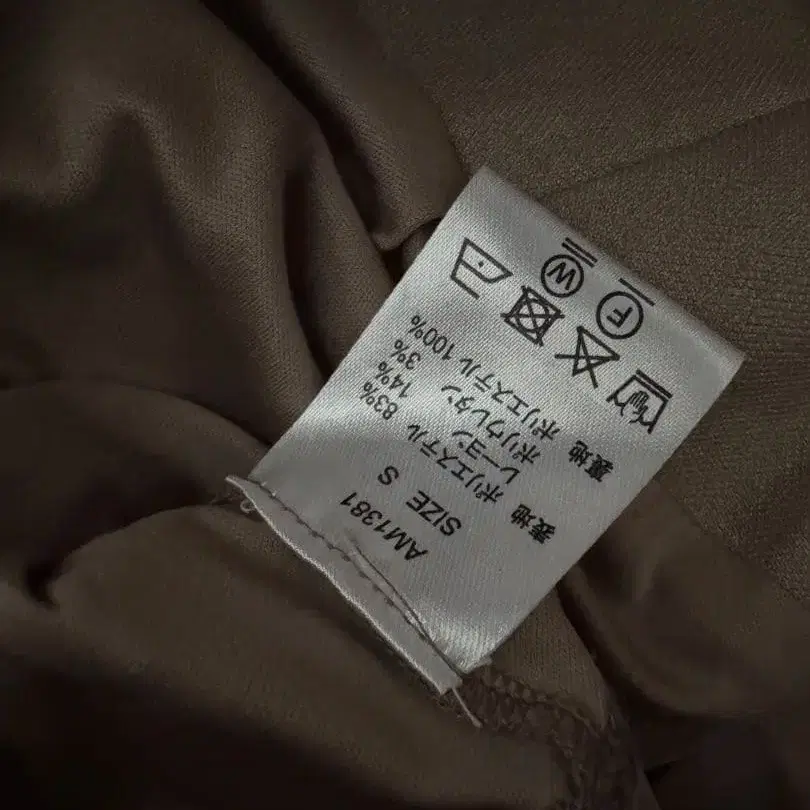 AM1381
SIZE S
表地 ポリエステル 83%
レーヨン 14%
ポリウレタン 3%
裏地 ポリエステル 100%
F
W